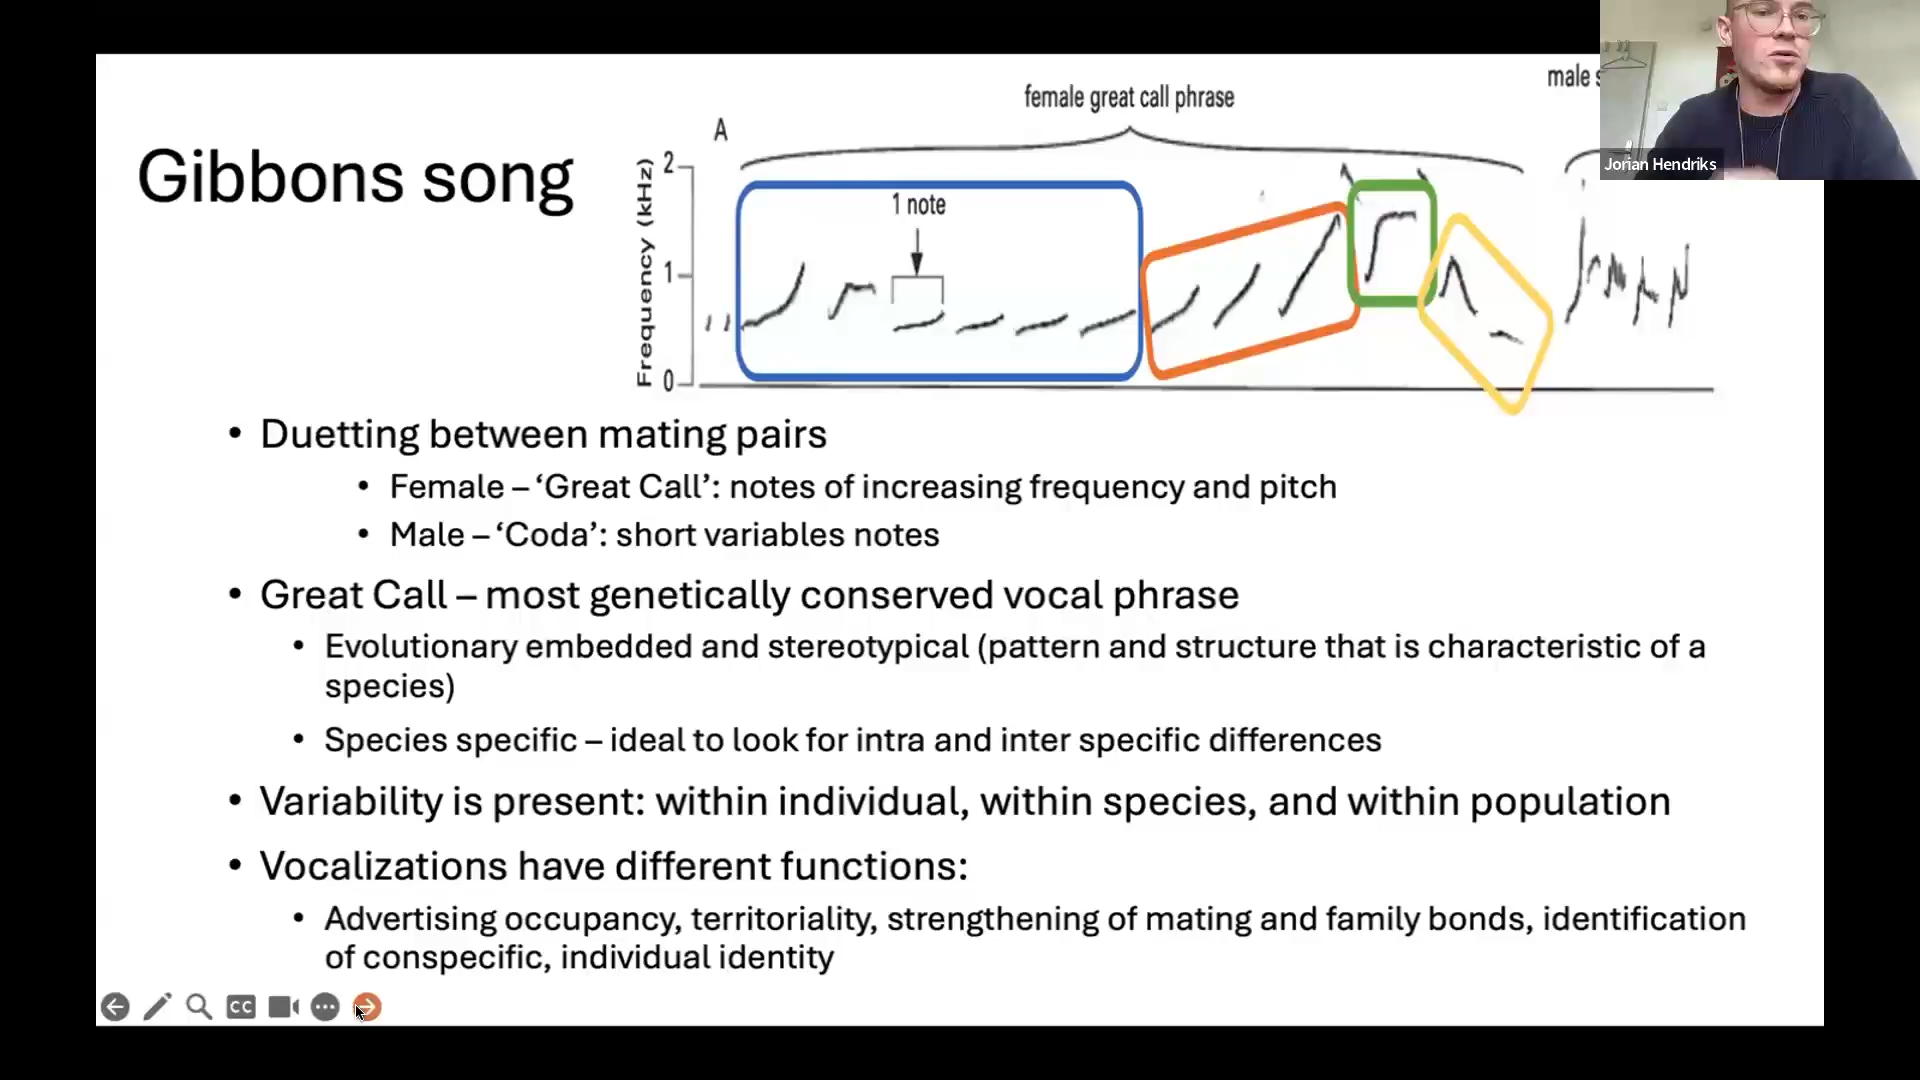 female great call phrase
male s
Jorian Hendriks
A
Gibbons song
Frequency (kHz)
2
1
0
1 note
• Duetting between mating pairs
• Female – ‘Great Call’: notes of increasing frequency and pitch
• Male – ‘Coda’: short variables notes
• Great Call – most genetically conserved vocal phrase
• Evolutionary embedded and stereotypical (pattern and structure that is characteristic of a
species)
• Species specific – ideal to look for intra and inter specific differences
• Variability is present: within individual, within species, and within population
• Vocalizations have different functions:
• Advertising occupancy, territoriality, strengthening of mating and family bonds, identification
of conspecific, individual identity
CC